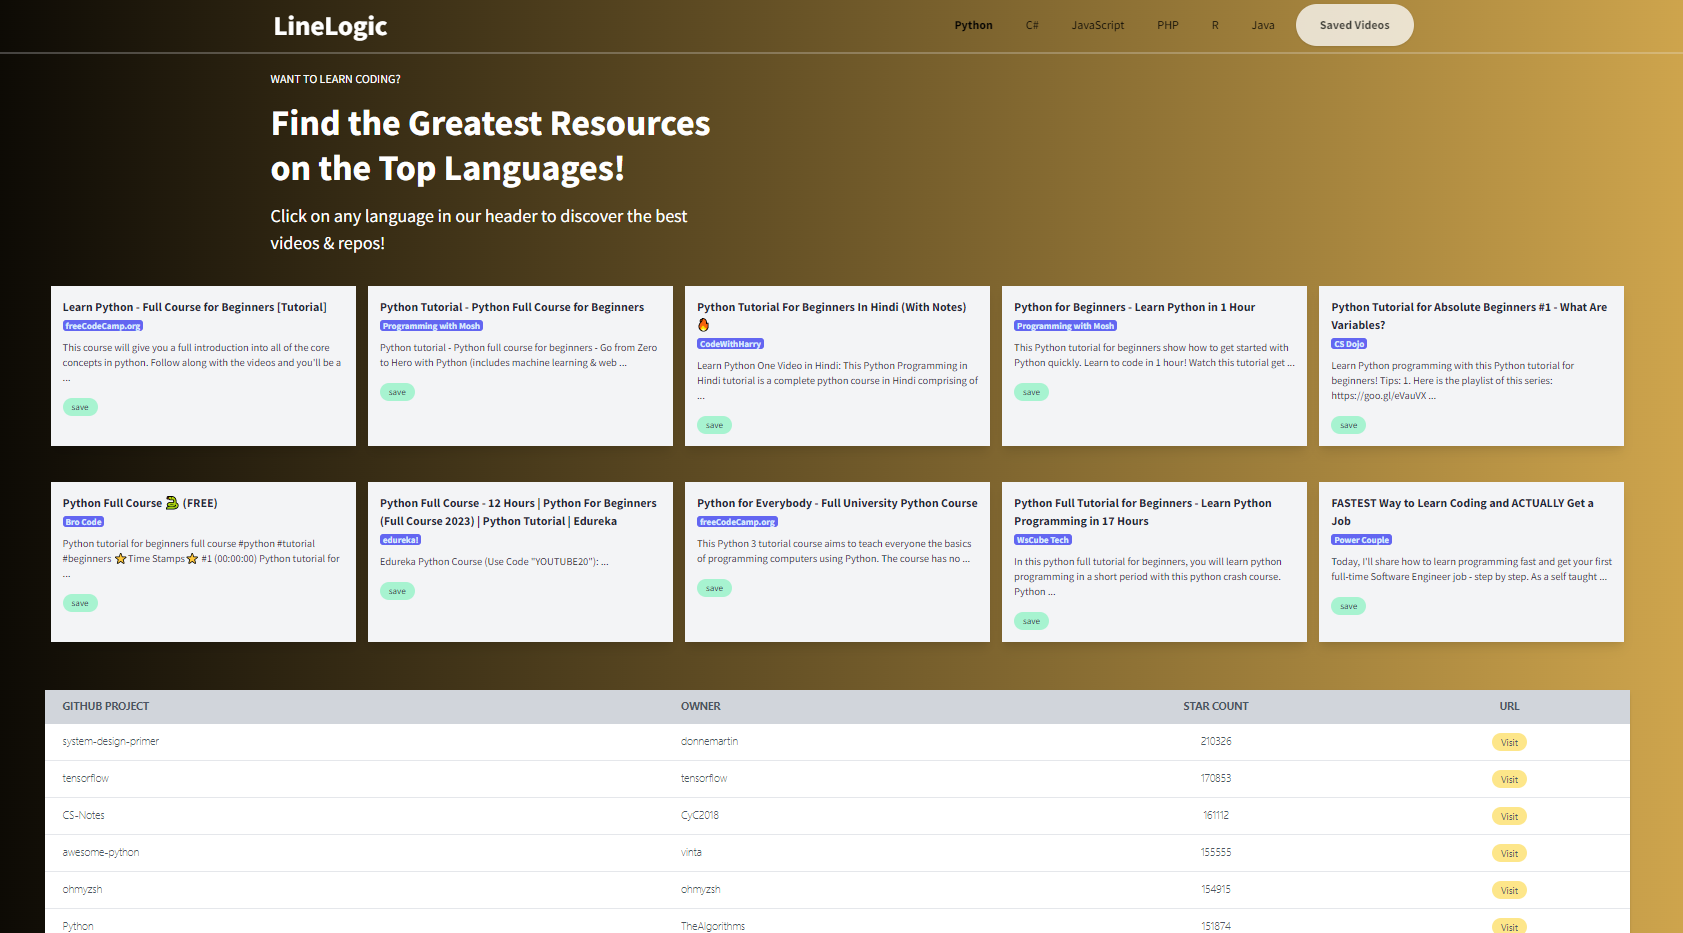 LineLogic
Python C# JavaScript PHP R Java Saved Videos
WANT TO LEARN CODING?
Find the Greatest Resources
on the Top Languages!
Click on any language in our header to discover the best
videos & repos!
Learn Python - Full Course for Beginners [Tutorial]
freeCodeCamp.org
This course will give you a full introduction into all of the core
concepts in python. Follow along with the videos and you'll be a
...
save
Python Tutorial - Python Full Course for Beginners
Programming with Mosh
Python tutorial - Python full course for beginners - Go from Zero
to Hero with Python (includes machine learning & web ...
save
Python Tutorial For Beginners In Hindi (With Notes)
🔥
CodeWithHarry
Learn Python One Video in Hindi: This Python Programming in
Hindi tutorial is a complete python course in Hindi comprising of
...
save
Python for Beginners - Learn Python in 1 Hour
Programming with Mosh
This Python tutorial for beginners show how to get started with
Python quickly. Learn to code in 1 hour! Watch this tutorial get ...
save
Python Tutorial for Absolute Beginners #1 - What Are
Variables?
CS Dojo
Learn Python programming with this Python tutorial for
beginners! Tips: 1. Here is the playlist of this series:
https://goo.gl/eVauVX ...
save
Python Full Course 🐍 (FREE)
Bro Code
Python tutorial for beginners full course #python #tutorial
#beginners ⭐Time Stamps⭐ #1 (00:00:00) Python tutorial for
...
save
Python Full Course - 12 Hours | Python For Beginners
(Full Course 2023) | Python Tutorial | Edureka
edureka!
Edureka Python Course (Use Code "YOUTUBE20"): ...
save
Python for Everybody - Full University Python Course
freeCodeCamp.org
This Python 3 tutorial course aims to teach everyone the basics
of programming computers using Python. The course has no ...
save
Python Full Tutorial for Beginners - Learn Python
Programming in 17 Hours
WsCube Tech
In this python full tutorial for beginners, you will learn python
programming in a short period with this python crash course.
Python ...
save
FASTEST Way to Learn Coding and ACTUALLY Get a
Job
Power Couple
Today, I'll share how to learn programming fast and get your first
full-time Software Engineer job - step by step. As a self taught ...
save
GITHUB PROJECT OWNER STAR COUNT URL
system-design-primer donnemartin 210326 Visit
tensorflow tensorflow 170853 Visit
CS-Notes CyC2018 161112 Visit
awesome-python vinta 155555 Visit
ohmyzsh ohmyzsh 154915 Visit
Python TheAlgorithms 151874 Visit